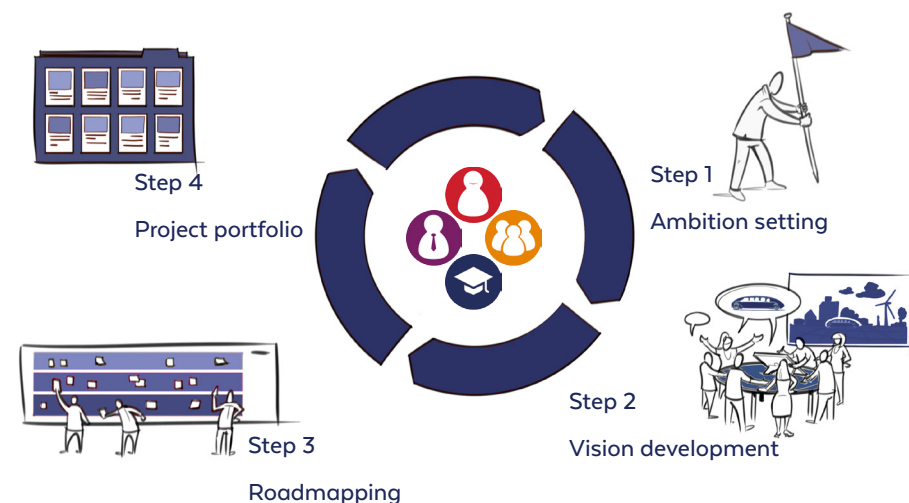 Step 1
Ambition setting
Step 2
Vision development
Step 3
Roadmapping
Step 4
Project portfolio